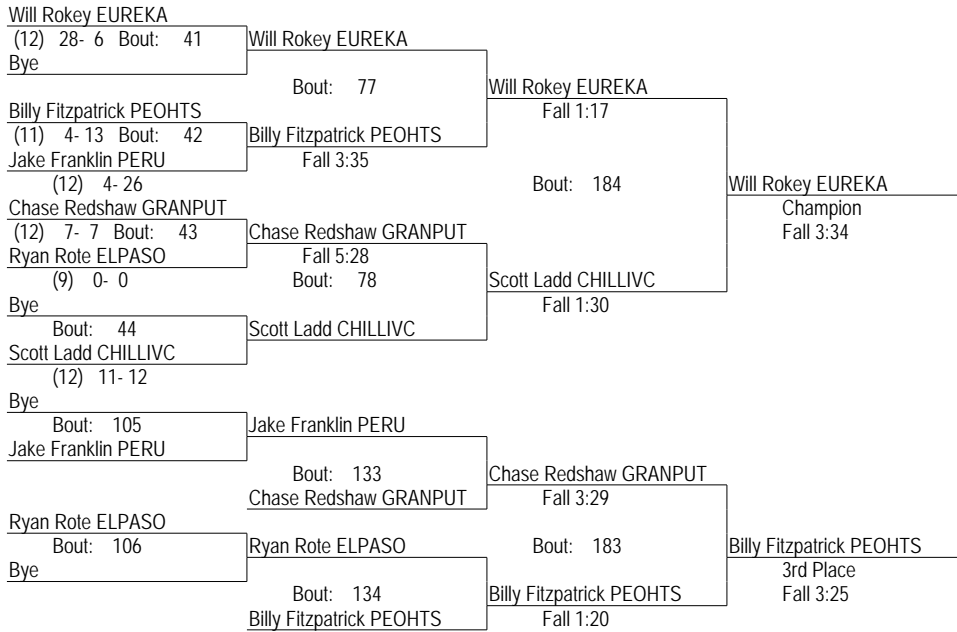 Will Rokey EUREKA
(12) 28- 6 Bout: 41
Will Rokey EUREKA
Bye
Bout: 77
Will Rokey EUREKA
Billy Fitzpatrick PEOHTS
Fall 1:17
(11) 4- 13 Bout: 42
Billy Fitzpatrick PEOHTS
Jake Franklin PERU
Fall 3:35
(12) 4- 26
Bout: 184
Will Rokey EUREKA
Chase Redshaw GRANPUT
Champion
(12) 7- 7 Bout: 43
Chase Redshaw GRANPUT
Fall 3:34
Ryan Rote ELPASO
Fall 5:28
(9) 0- 0
Bout: 78
Scott Ladd CHILLIVC
Bye
Fall 1:30
Bout: 44
Scott Ladd CHILLIVC
Scott Ladd CHILLIVC
(12) 11- 12
Bye
Bout: 105
Jake Franklin PERU
Jake Franklin PERU
Bout: 133
Chase Redshaw GRANPUT
Chase Redshaw GRANPUT
Fall 3:29
Ryan Rote ELPASO
Bout: 106
Ryan Rote ELPASO
Bout: 183
Billy Fitzpatrick PEOHTS
Bye
3rd Place
Bout: 134
Billy Fitzpatrick PEOHTS
Fall 3:25
Billy Fitzpatrick PEOHTS
Fall 1:20